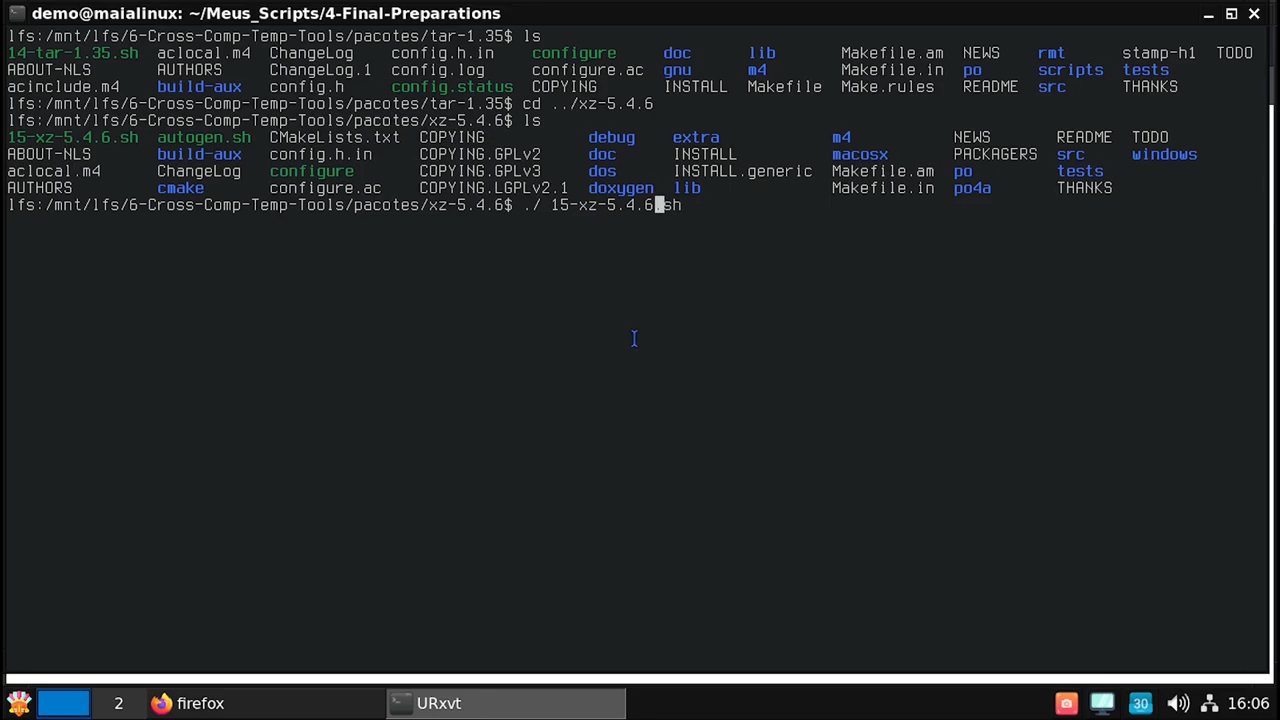 demo@maialinux: ~/Meus_Scripts/4-Final-Preparations
lfs:/mnt/lfs/6-Cross-Comp-Temp-Tools/pacotes/tar-1.35$ ls
14-tar-1.35.sh aclocal.m4 ChangeLog config.h.in configure doc lib Makefile.am NEWS rmt stamp-h1 TODO
ABOUT-NLS AUTHORS ChangeLog.1 config.log configure.ac gnu m4 Makefile.in po scripts tests
acinclude.m4 build-aux config.h config.status COPYING INSTALL Makefile Make.rules README src THANKS
lfs:/mnt/lfs/6-Cross-Comp-Temp-Tools/pacotes/tar-1.35$ cd ../xz-5.4.6
lfs:/mnt/lfs/6-Cross-Comp-Temp-Tools/pacotes/xz-5.4.6$ ls
15-xz-5.4.6.sh autogen.sh CMakeLists.txt COPYING debug extra m4 NEWS README TODO
ABOUT-NLS build-aux config.h.in COPYING.GPLv2 doc INSTALL macosx PACKAGERS src windows
aclocal.m4 ChangeLog configure COPYING.GPLv3 dos INSTALL.generic Makefile.am po tests
AUTHORS cmake configure.ac COPYING.LGPLv2.1 doxygen lib Makefile.in po4a THANKS
lfs:/mnt/lfs/6-Cross-Comp-Temp-Tools/pacotes/xz-5.4.6$ ./ 15-xz-5.4.6.sh
2 firefox URxvt 30 16:06